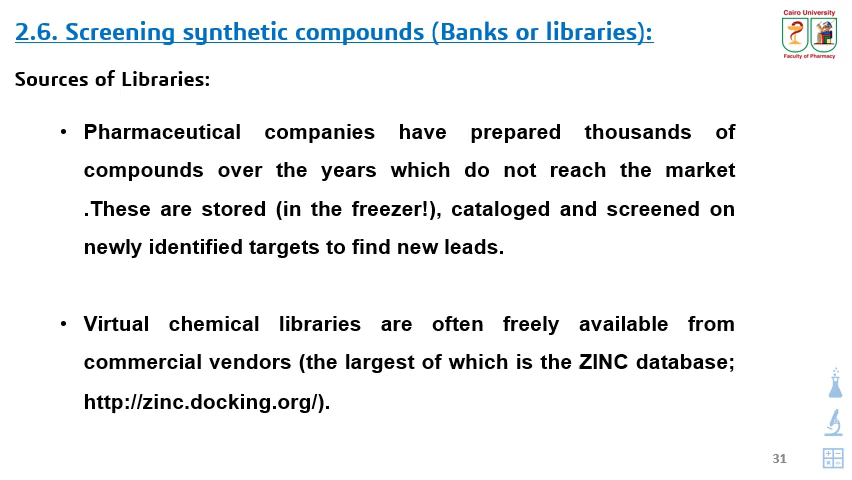 2.6. Screening synthetic compounds (Banks or libraries):
Cairo University
Faculty of Pharmacy
Sources of Libraries:
• Pharmaceutical companies have prepared thousands of
compounds over the years which do not reach the market
.These are stored (in the freezer!), cataloged and screened on
newly identified targets to find new leads.
• Virtual chemical libraries are often freely available from
commercial vendors (the largest of which is the ZINC database;
http://zinc.docking.org/).
31